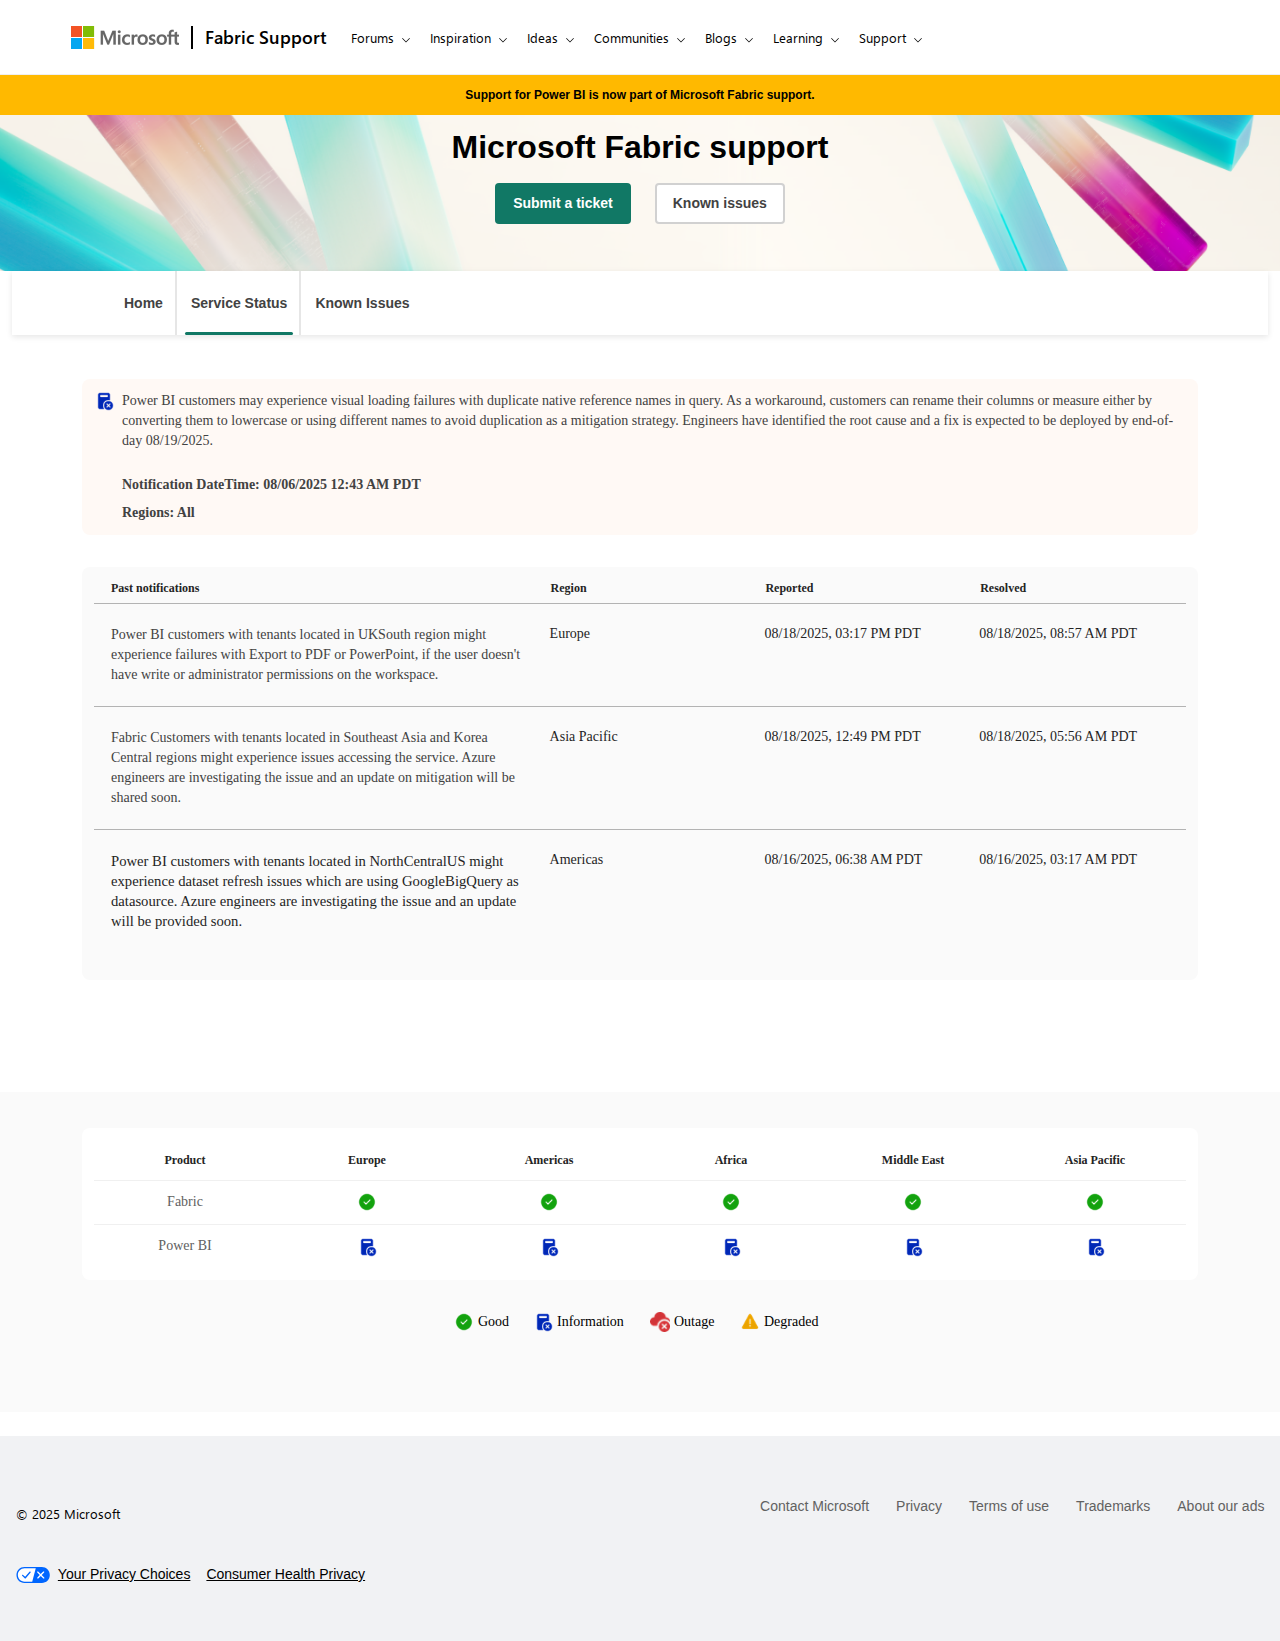 Microsoft Fabric Support Forums Inspiration Ideas Communities Blogs Learning Support
Support for Power BI is now part of Microsoft Fabric support.
Microsoft Fabric support
Submit a ticket Known issues
Home Service Status Known Issues
Power BI customers may experience visual loading failures with duplicate native reference names in query. As a workaround, customers can rename their columns or measure either by
converting them to lowercase or using different names to avoid duplication as a mitigation strategy. Engineers have identified the root cause and a fix is expected to be deployed by end-of-
day 08/19/2025.
Notification DateTime: 08/06/2025 12:43 AM PDT
Regions: All
Past notifications Region Reported Resolved
Power BI customers with tenants located in UKSouth region might Europe 08/18/2025, 03:17 PM PDT 08/18/2025, 08:57 AM PDT
experience failures with Export to PDF or PowerPoint, if the user doesn't
have write or administrator permissions on the workspace.
Fabric Customers with tenants located in Southeast Asia and Korea Asia Pacific 08/18/2025, 12:49 PM PDT 08/18/2025, 05:56 AM PDT
Central regions might experience issues accessing the service. Azure
engineers are investigating the issue and an update on mitigation will be
shared soon.
Power BI customers with tenants located in NorthCentralUS might Americas 08/16/2025, 06:38 AM PDT 08/16/2025, 03:17 AM PDT
experience dataset refresh issues which are using GoogleBigQuery as
datasource. Azure engineers are investigating the issue and an update
will be provided soon.
Product Europe Americas Africa Middle East Asia Pacific
Fabric
Power BI
Good Information Outage Degraded
Contact Microsoft Privacy Terms of use Trademarks About our ads
© 2025 Microsoft
Your Privacy Choices Consumer Health Privacy